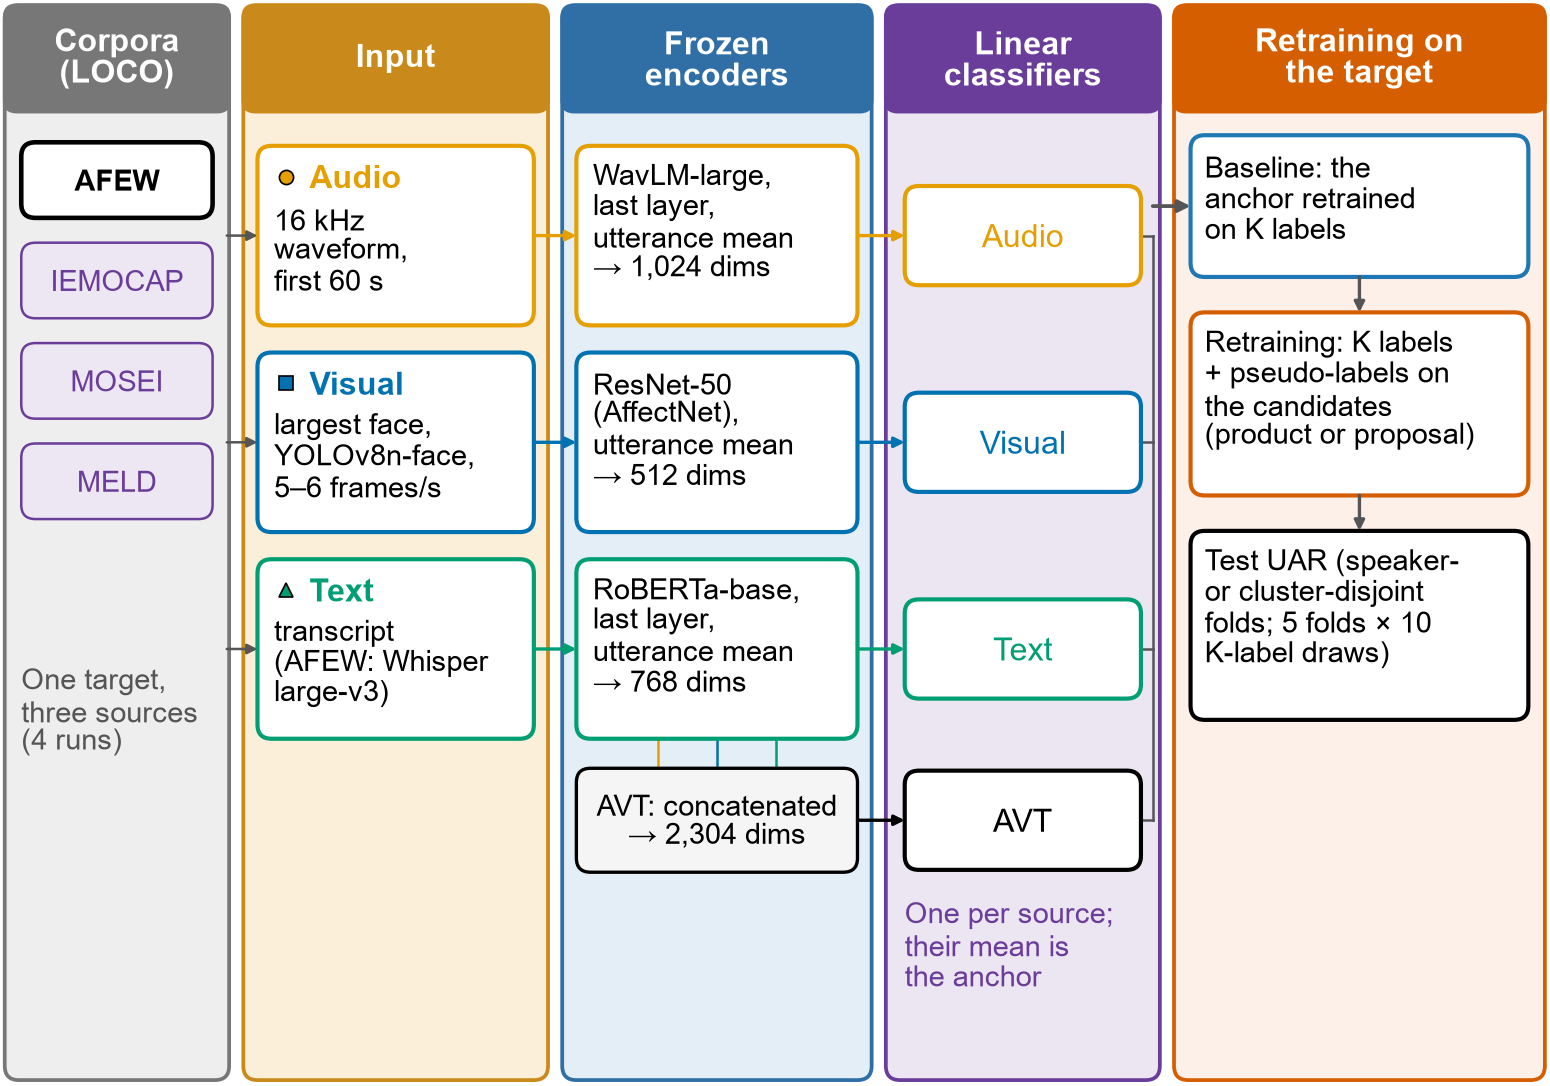 Corpora
(LOCO)
AFEW
IEMOCAP
MOSEI
MELD
One target,
three sources
(4 runs)
Input
Audio
16 kHz
waveform,
first 60 s
Visual
largest face,
YOLOv8n-face,
5–6 frames/s
Text
transcript
(AFEW: Whisper
large-v3)
Frozen
encoders
WavLM-large,
last layer,
utterance mean
→ 1,024 dims
ResNet-50
(AffectNet),
utterance mean
→ 512 dims
RoBERTa-base,
last layer,
utterance mean
→ 768 dims
AVT: concatenated
→ 2,304 dims
Linear
classifiers
Audio
Visual
Text
AVT
One per source;
their mean is
the anchor
Retraining on
the target
Baseline: the
anchor retrained
on K labels
Retraining: K labels
+ pseudo-labels on
the candidates
(product or proposal)
Test UAR (speaker-
or cluster-disjoint
folds; 5 folds × 10
K-label draws)